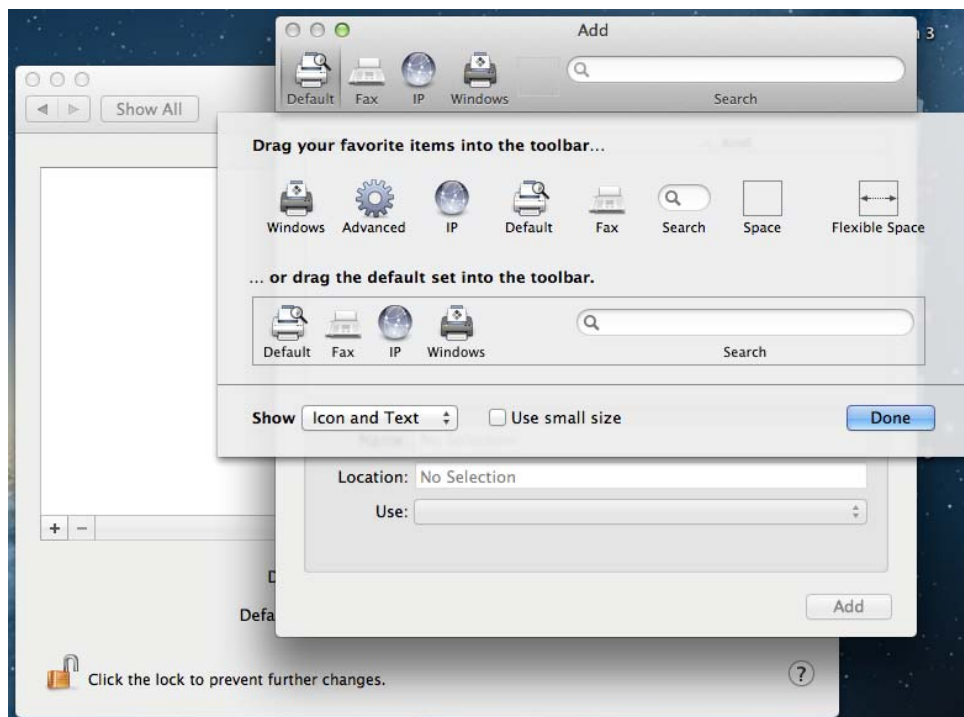 Add
3
Default Fax IP Windows Search
Show All
Drag your favorite items into the toolbar...
Windows Advanced IP Default Fax Search Space Flexible Space
... or drag the default set into the toolbar.
Default Fax IP Windows Search
Show Icon and Text Use small size Done
Location: No Selection
Use:
+ −
Defa
Add
Click the lock to prevent further changes. ?